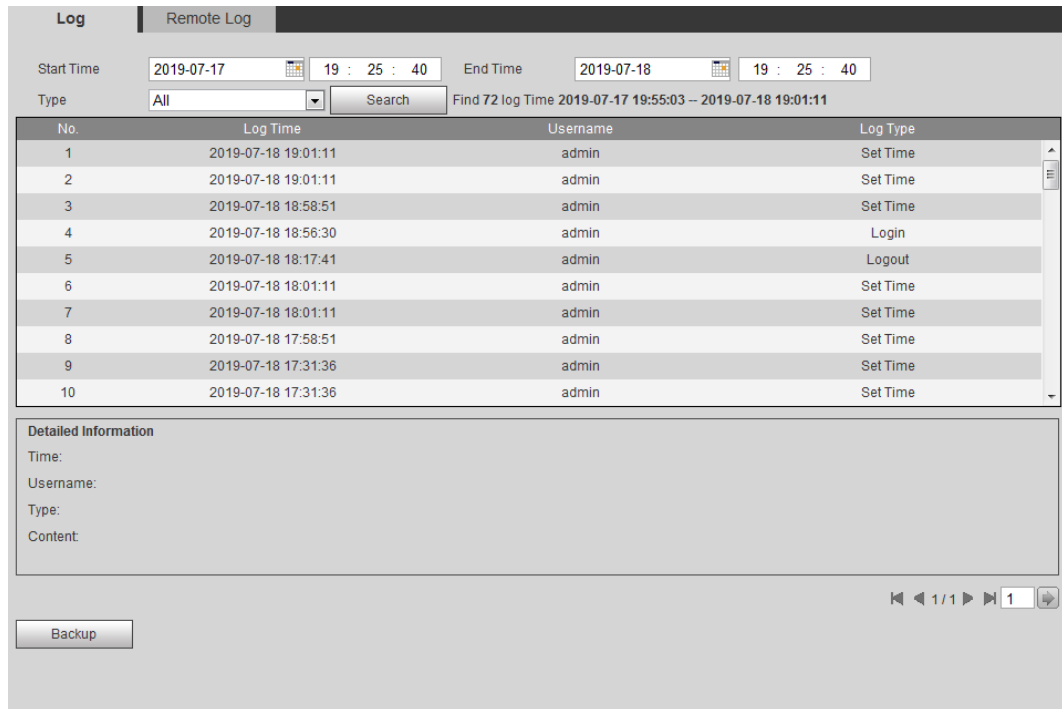 Log Remote Log
Start Time 2019-07-17 19 : 25 : 40 End Time 2019-07-18 19 : 25 : 40
Type All Search Find 72 log Time 2019-07-17 19:55:03 -- 2019-07-18 19:01:11
No. Log Time Username Log Type
1 2019-07-18 19:01:11 admin Set Time
2 2019-07-18 19:01:11 admin Set Time
3 2019-07-18 18:58:51 admin Set Time
4 2019-07-18 18:56:30 admin Login
5 2019-07-18 18:17:41 admin Logout
6 2019-07-18 18:01:11 admin Set Time
7 2019-07-18 18:01:11 admin Set Time
8 2019-07-18 17:58:51 admin Set Time
9 2019-07-18 17:31:36 admin Set Time
10 2019-07-18 17:31:36 admin Set Time
Detailed Information
Time:
Username:
Type:
Content:
1 / 1 1
Backup